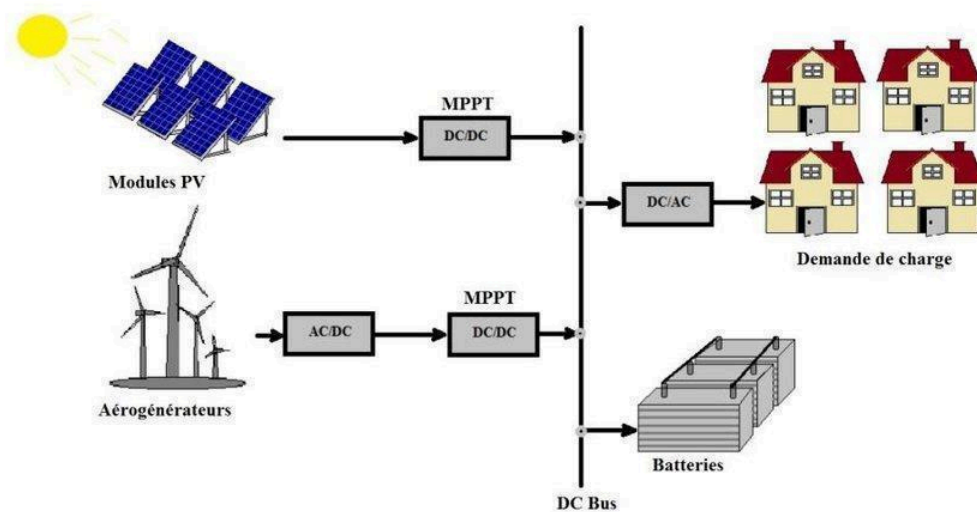 MPPT
DC/DC
Modules PV
DC/AC
Demande de charge
MPPT
AC/DC
DC/DC
Aérogénérateurs
Batteries
DC Bus